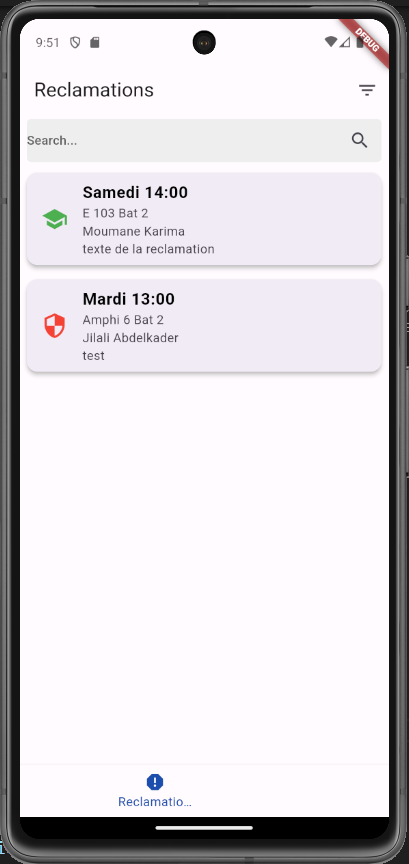 9:51
DEBUG
Reclamations
Search...
Samedi 14:00
E 103 Bat 2
Moumane Karima
texte de la reclamation
Mardi 13:00
Amphi 6 Bat 2
Jilali Abdelkader
test
Reclamatio...